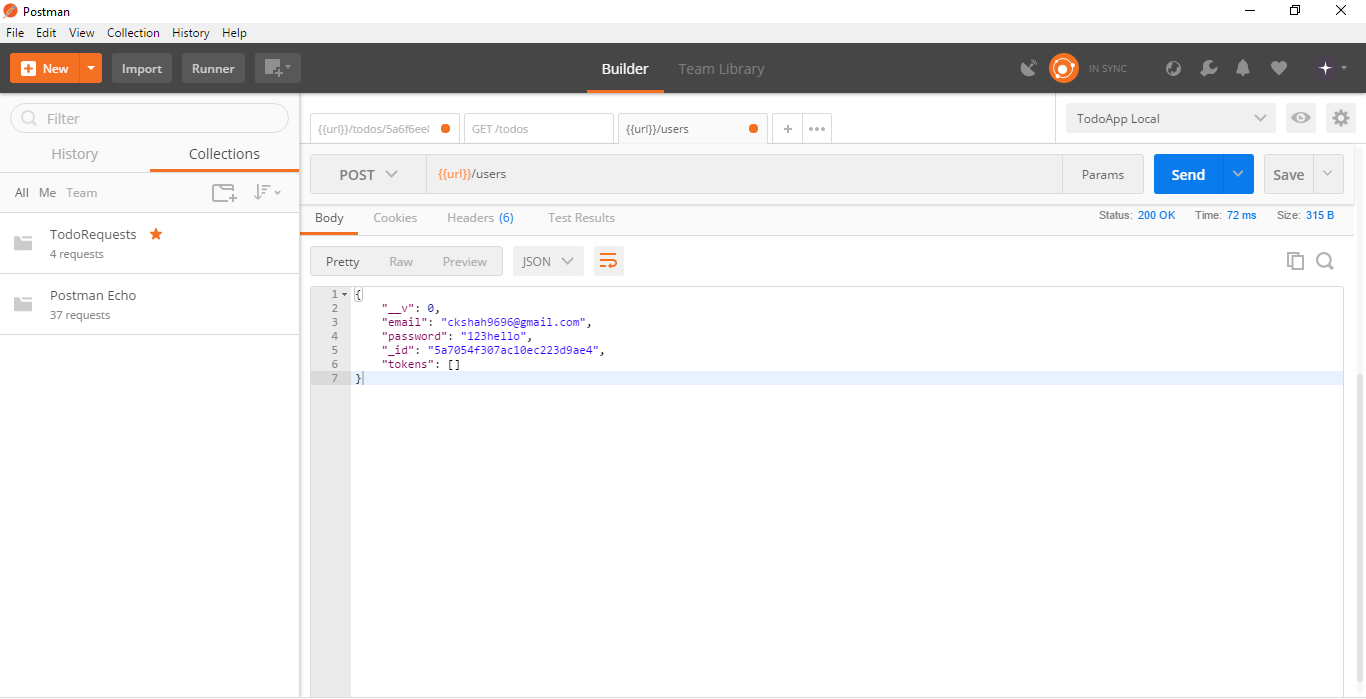 Postman
File Edit View Collection History Help
New Import Runner Builder Team Library IN SYNC
Filter
History Collections
All Me Team
TodoRequests
4 requests
Postman Echo
37 requests
{{url}}/todos/5a6f6eel GET /todos {{url}}/users + ••• TodoApp Local
POST {{url}}/users Params Send Save
Body Cookies Headers (6) Test Results Status: 200 OK Time: 72 ms Size: 315 B
Pretty Raw Preview JSON
1 {
2 "__v": 0,
3 "email": "ckshah9696@gmail.com",
4 "password": "123hello",
5 "_id": "5a7054f307ac10ec223d9ae4",
6 "tokens": []
7 }